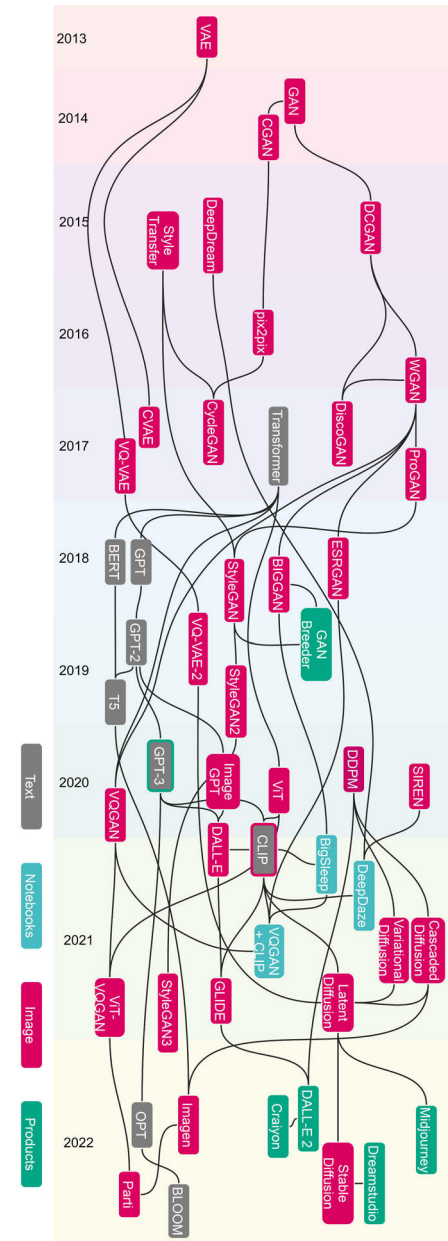 2013
VAE
2014
GAN
CGAN
2015
DCGAN
DeepDream
Style
Transfer
2016
pix2pix
WGAN
2017
CycleGAN
DiscoGAN
CVAE
Transformer
VQ-VAE
ProGAN
2018
BERT
GPT
StyleGAN
BIGGAN
ESRGAN
GPT-2
VQ-VAE-2
GAN
Breeder
2019
T5
StyleGAN2
2020
GPT-3
Image
GPT
ViT
DDPM
SIREN
VQGAN
DALL-E
CLIP
BigSleep
DeepDaze
2021
VQGAN
+ CLIP
Variational
Diffusion
Cascaded
Diffusion
ViT-
VQGAN
StyleGAN3
GLIDE
Latent
Diffusion
2022
OPT
Imagen
Craiyon
DALL-E 2
Midjourney
Parti
BLOOM
Stable
Diffusion
Dreamstudio
Text
Notebooks
Image
Products